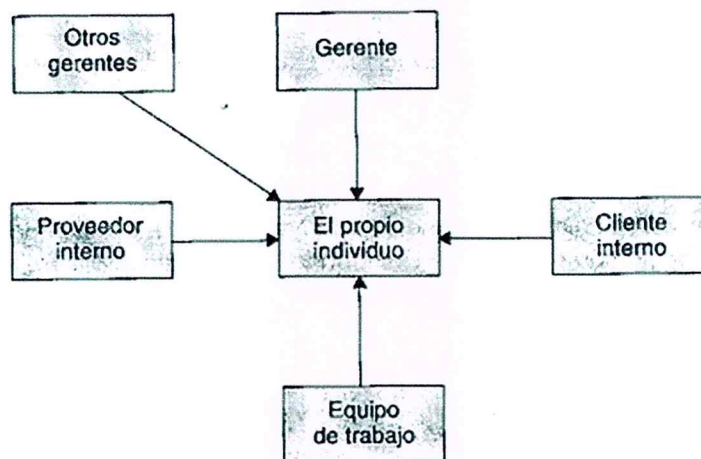 Otros
gerentes
Gerente
Proveedor
interno
El propio
individuo
Cliente
interno
Equipo
de trabajo